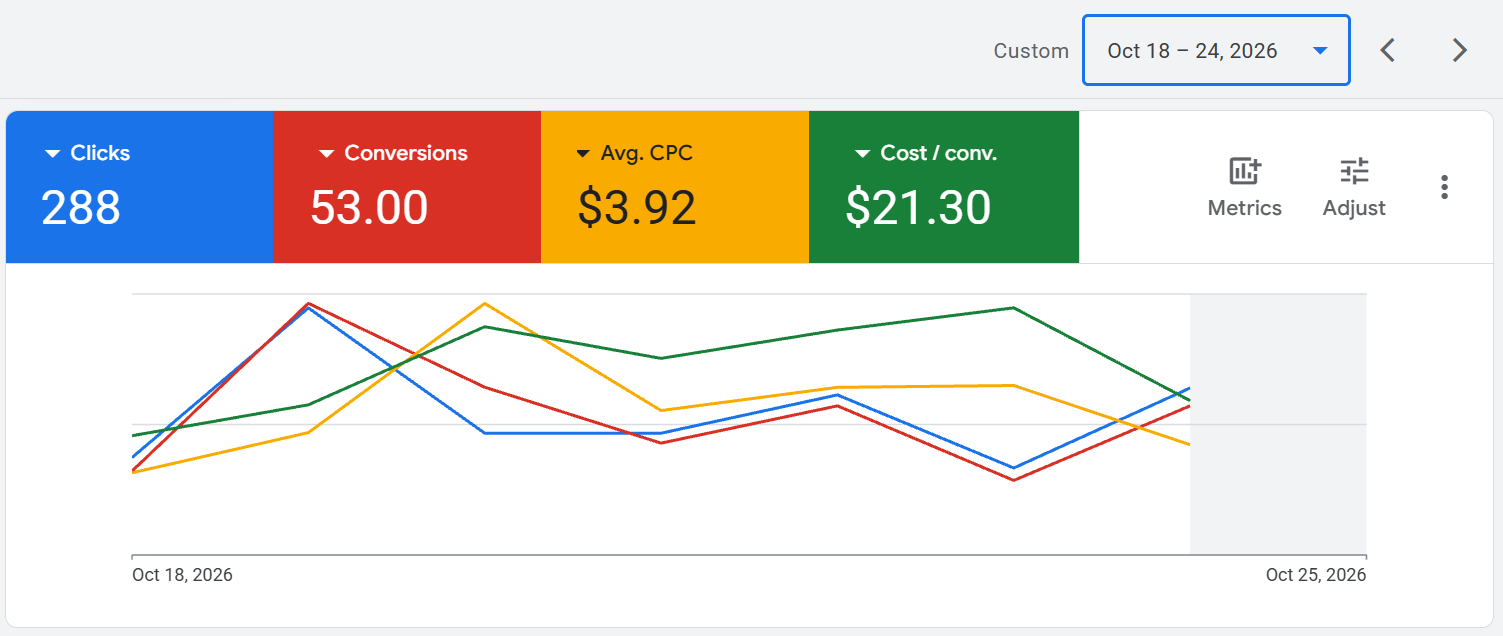 Custom Oct 18 – 24, 2026
Clicks Conversions Avg. CPC Cost / conv.
288 53.00 $3.92 $21.30
Metrics Adjust
Oct 18, 2026 Oct 25, 2026